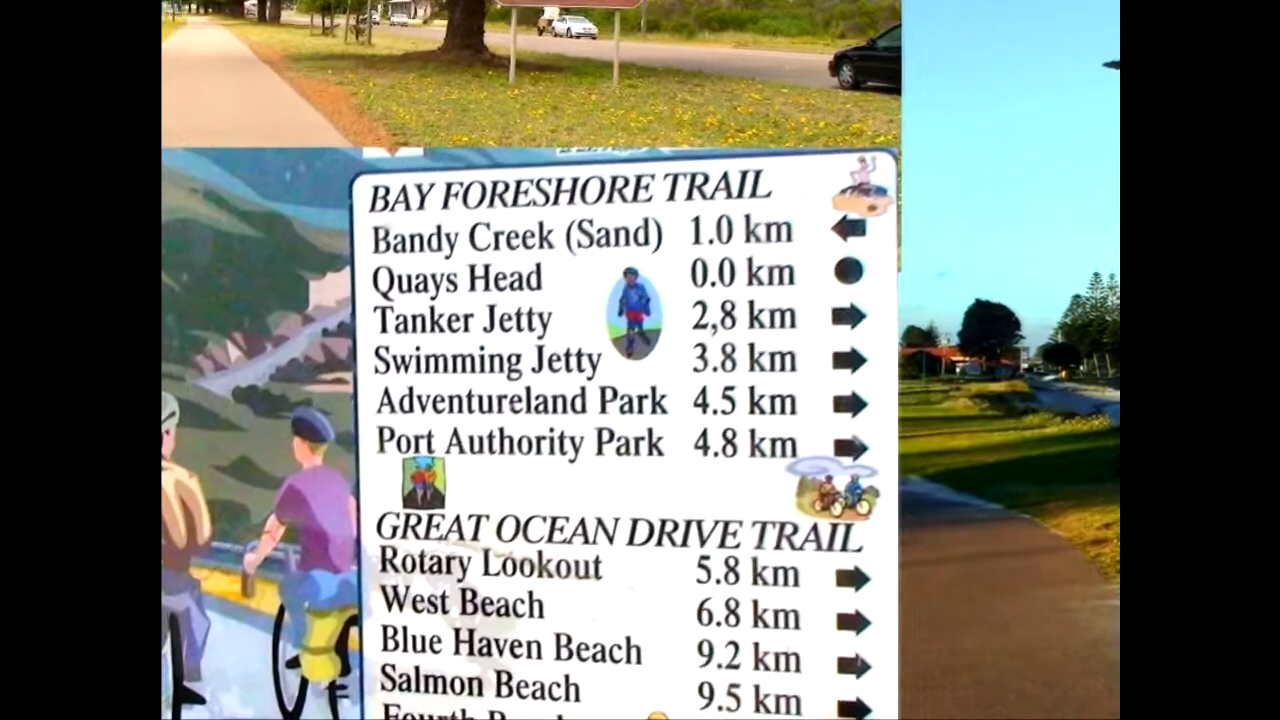 BAY FORESHORE TRAIL
Bandy Creek (Sand) 1.0 km
Quays Head 0.0 km
Tanker Jetty 2,8 km
Swimming Jetty 3.8 km
Adventureland Park 4.5 km
Port Authority Park 4.8 km
GREAT OCEAN DRIVE TRAIL
Rotary Lookout 5.8 km
West Beach 6.8 km
Blue Haven Beach 9.2 km
Salmon Beach 9.5 km
Fourth Beach